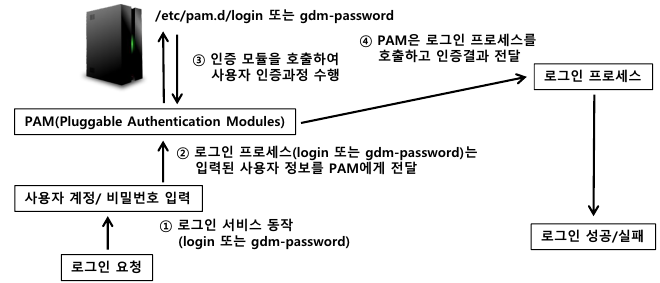 /etc/pam.d/login 또는 gdm-password
③ 인증 모듈을 호출하여
사용자 인증과정 수행
④ PAM은 로그인 프로세스를
호출하고 인증결과 전달
로그인 프로세스
PAM(Pluggable Authentication Modules)
② 로그인 프로세스(login 또는 gdm-password)는
입력된 사용자 정보를 PAM에게 전달
사용자 계정/ 비밀번호 입력
① 로그인 서비스 동작
(login 또는 gdm-password)
로그인 성공/실패
로그인 요청